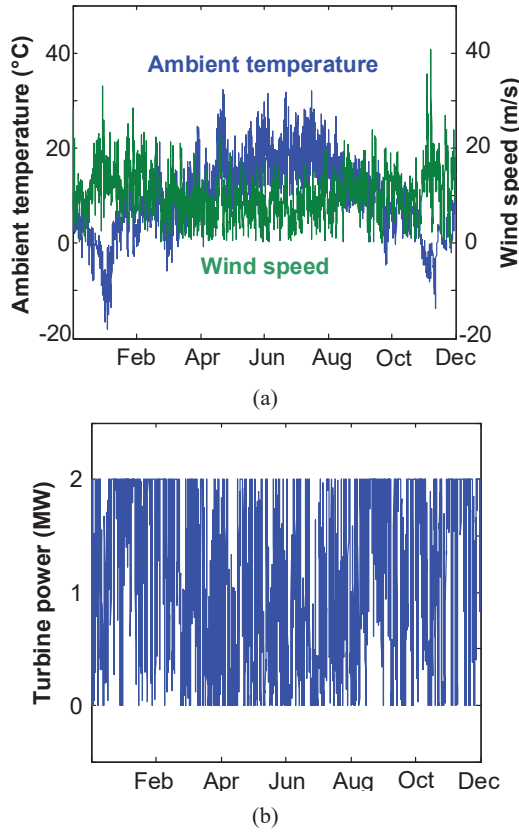 40
20
10
0
-20
Ambient temperature (°C)
Ambient temperature
Wind speed
40
20
0
-20
Wind speed (m/s)
Feb Apr Jun Aug Oct Dec
(a)
2
1
0
Turbine power (MW)
Feb Apr Jun Aug Oct Dec
(b)